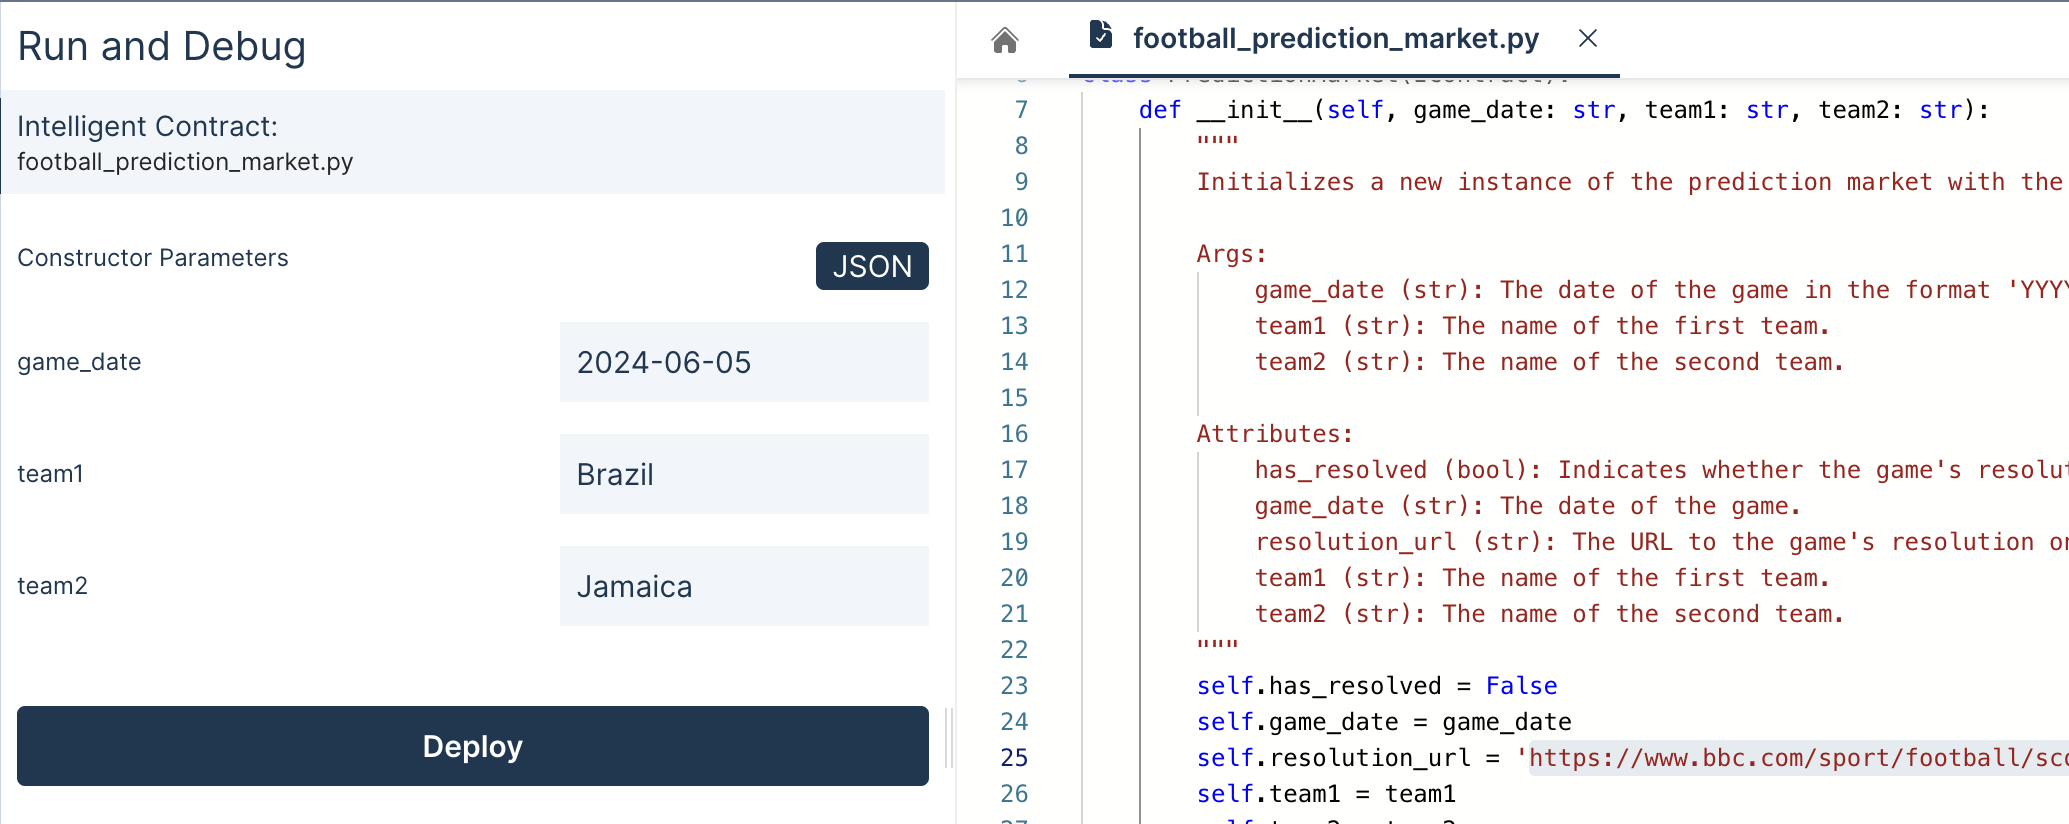 Run and Debug
Intelligent Contract:
football_prediction_market.py
Constructor Parameters
JSON
game_date
2024-06-05
team1
Brazil
team2
Jamaica
Deploy
football_prediction_market.py
7 def __init__(self, game_date: str, team1: str, team2: str):
8 """
9 Initializes a new instance of the prediction market with the
10
11 Args:
12 game_date (str): The date of the game in the format 'YYYY
13 team1 (str): The name of the first team.
14 team2 (str): The name of the second team.
15
16 Attributes:
17 has_resolved (bool): Indicates whether the game's resolut
18 game_date (str): The date of the game.
19 resolution_url (str): The URL to the game's resolution on
20 team1 (str): The name of the first team.
21 team2 (str): The name of the second team.
22 """
23 self.has_resolved = False
24 self.game_date = game_date
25 self.resolution_url = 'https://www.bbc.com/sport/football/sco
26 self.team1 = team1